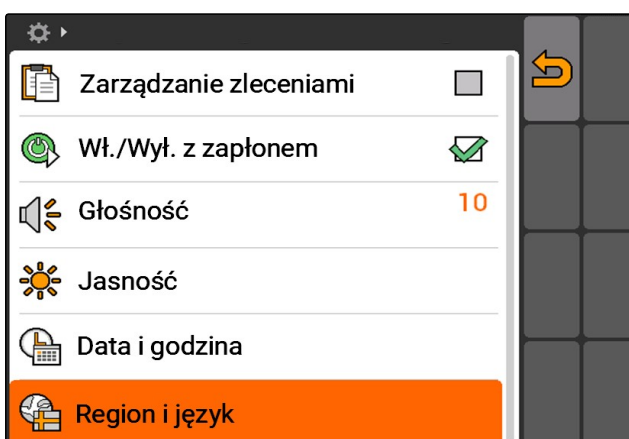 Zarządzanie zleceniami
Wł./Wył. z zapłonem
Głośność 10
Jasność
Data i godzina
Region i język